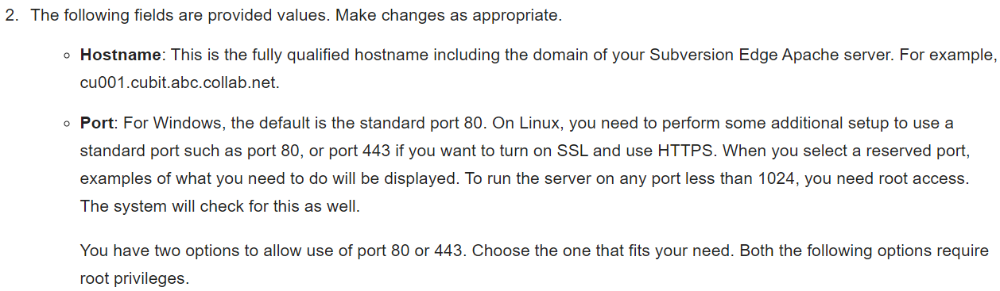 2. The following fields are provided values. Make changes as appropriate.
Hostname: This is the fully qualified hostname including the domain of your Subversion Edge Apache server. For example,
cu001.cubit.abc.collab.net.
Port: For Windows, the default is the standard port 80. On Linux, you need to perform some additional setup to use a
standard port such as port 80, or port 443 if you want to turn on SSL and use HTTPS. When you select a reserved port,
examples of what you need to do will be displayed. To run the server on any port less than 1024, you need root access.
The system will check for this as well.
You have two options to allow use of port 80 or 443. Choose the one that fits your need. Both the following options require
root privileges.